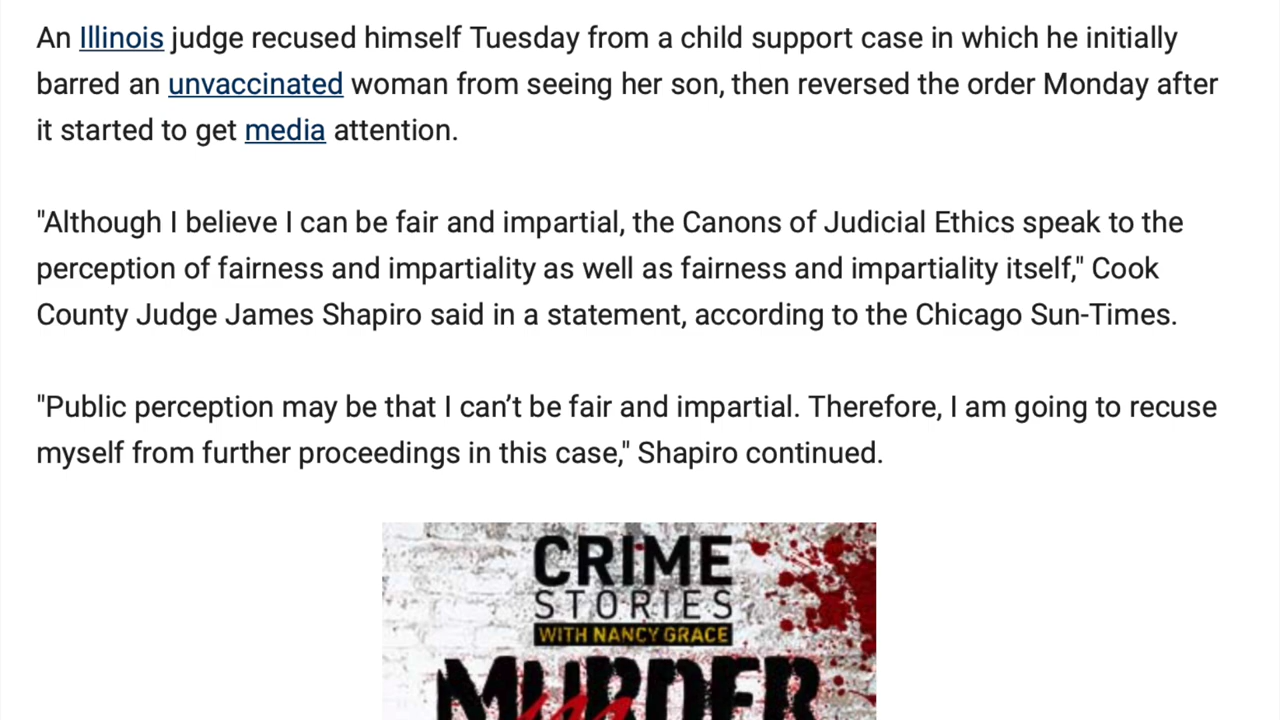 An Illinois judge recused himself Tuesday from a child support case in which he initially
barred an unvaccinated woman from seeing her son, then reversed the order Monday after
it started to get media attention.
"Although I believe I can be fair and impartial, the Canons of Judicial Ethics speak to the
perception of fairness and impartiality as well as fairness and impartiality itself," Cook
County Judge James Shapiro said in a statement, according to the Chicago Sun-Times.
"Public perception may be that I can’t be fair and impartial. Therefore, I am going to recuse
myself from further proceedings in this case," Shapiro continued.
CRIME
STORIES
WITH NANCY GRACE
MURDER